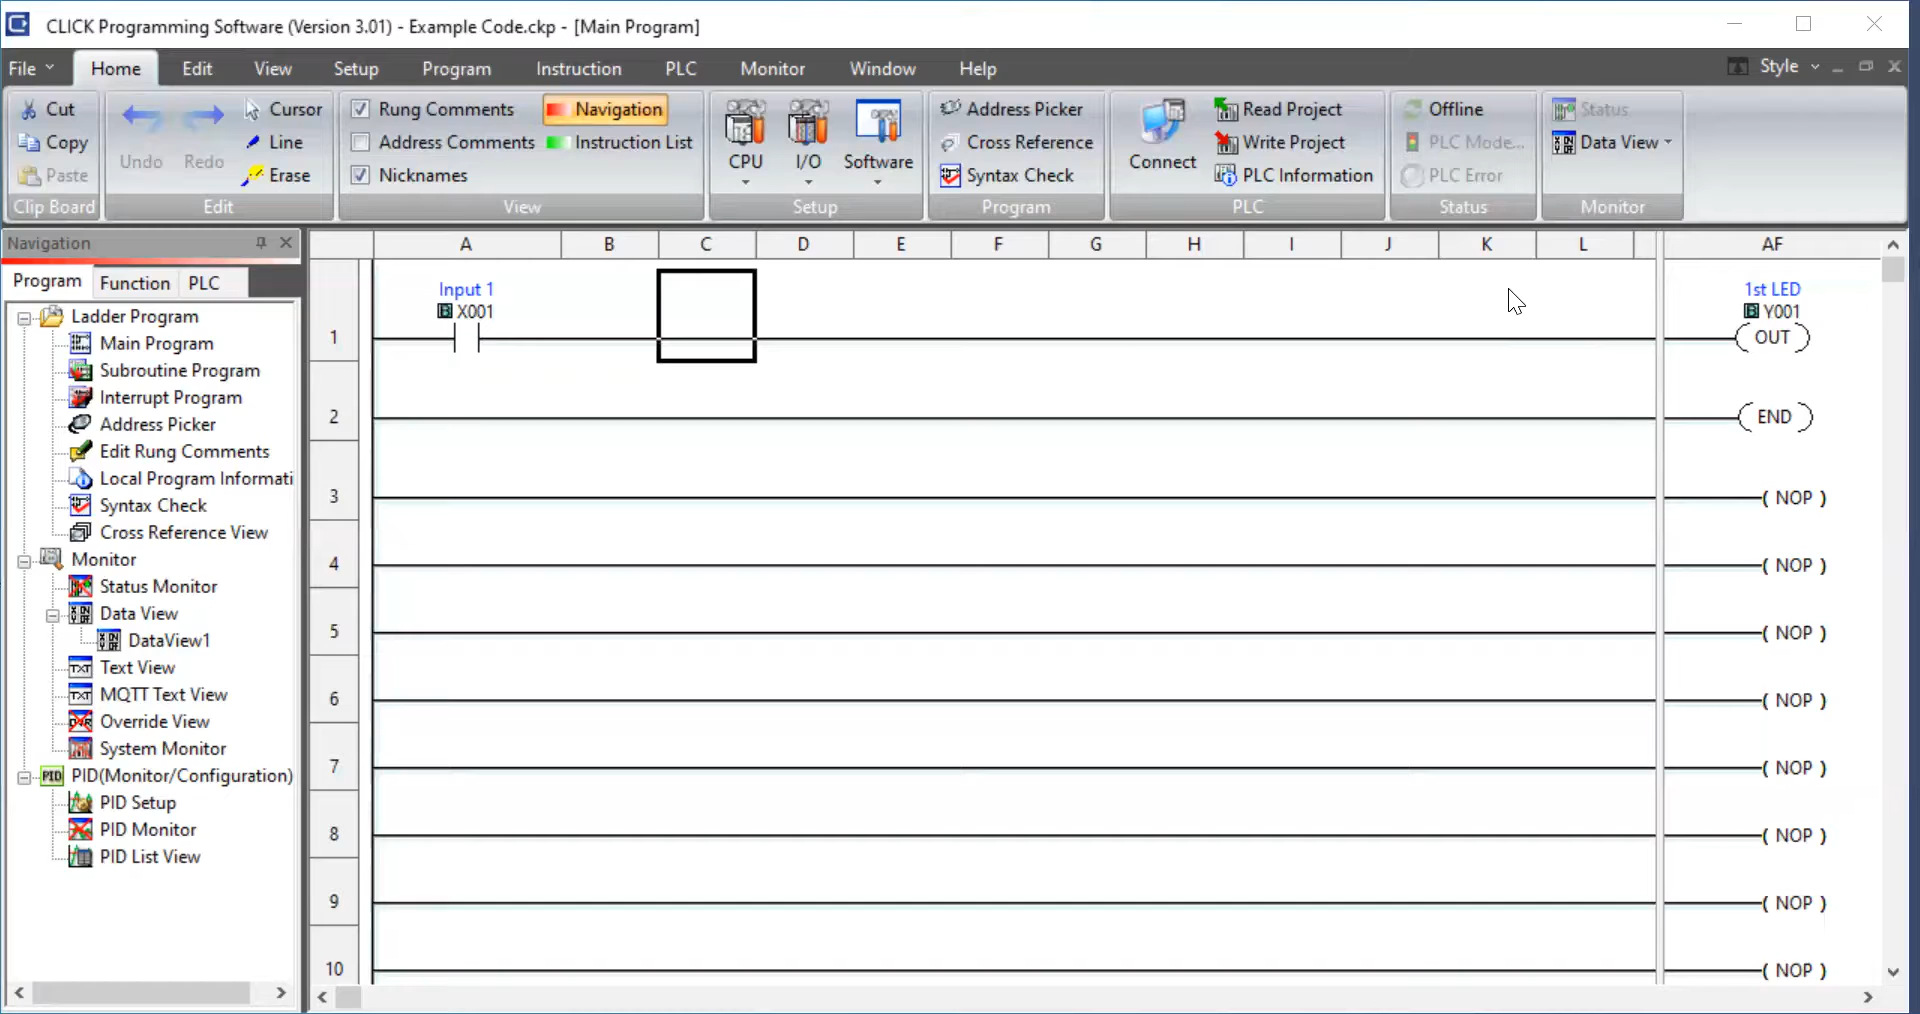 CLICK Programming Software (Version 3.01) - Example Code.ckp - [Main Program]
File Home Edit View Setup Program Instruction PLC Monitor Window Help Style
Cut
Copy
Paste
Clip Board
Undo Redo
Cursor
Line
Erase
Edit
Rung Comments
Address Comments
Nicknames
Navigation
Instruction List
View
CPU I/O Software
Setup
Address Picker
Cross Reference
Syntax Check
Program
Connect
Read Project
Write Project
PLC Information
PLC
Offline
PLC Mode...
PLC Error
Status
Status
Data View
Monitor
Navigation
Program Function PLC
Ladder Program
Main Program
Subroutine Program
Interrupt Program
Address Picker
Edit Rung Comments
Local Program Informati
Syntax Check
Cross Reference View
Monitor
Status Monitor
Data View
DataView1
TXT Text View
TXT MQTT Text View
OVR Override View
System Monitor
PID PID(Monitor/Configuration)
PID Setup
PID Monitor
PID List View
A B C D E F G H I J K L AF
Input 1 1st LED
X001 Y001
1 ( OUT )
2 ( END )
3 ( NOP )
4 ( NOP )
5 ( NOP )
6 ( NOP )
7 ( NOP )
8 ( NOP )
9 ( NOP )
10 ( NOP )